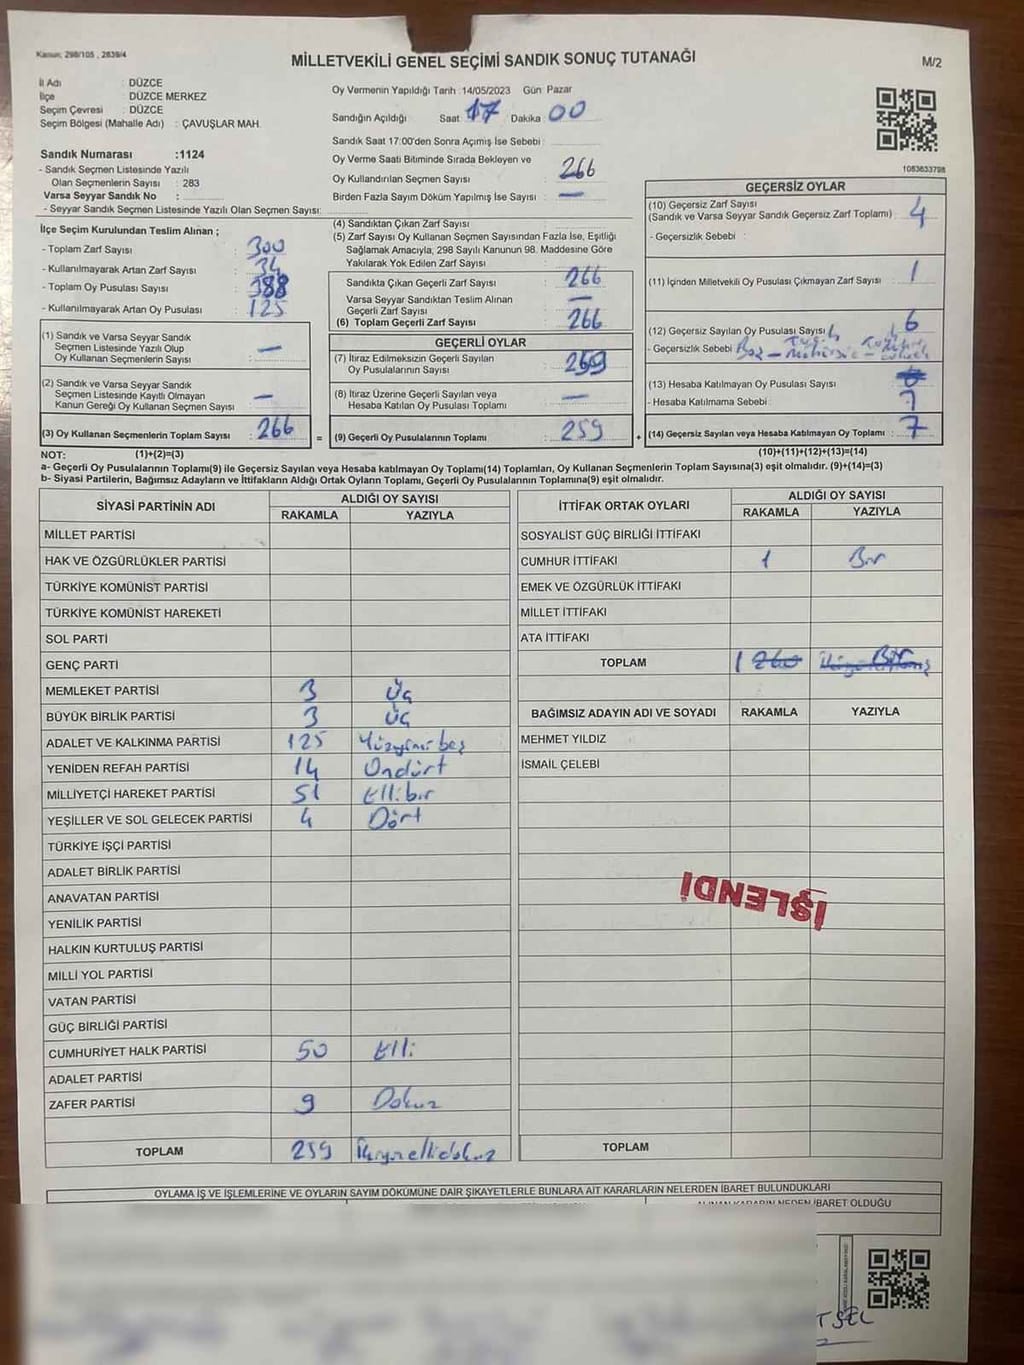 Kanun: 298/105 , 2839/4
MİLLETVEKİLİ GENEL SEÇİMİ SANDIK SONUÇ TUTANAĞI
M/2
İl Adı : DÜZCE
İlçe : DÜZCE MERKEZ
Seçim Çevresi : DÜZCE
Seçim Bölgesi (Mahalle Adı) : ÇAVUŞLAR MAH.
Sandık Numarası :1124
- Sandık Seçmen Listesinde Yazılı
Olan Seçmenlerin Sayısı : 283
Varsa Seyyar Sandık No :
- Seyyar Sandık Seçmen Listesinde Yazılı Olan Seçmen Sayısı:
Oy Vermenin Yapıldığı Tarih :14/05/2023 Gün: Pazar
Sandığın Açıldığı Saat : 17 Dakika : 00
Sandık Saat 17:00'den Sonra Açımış İse Sebebi :
Oy Verme Saati Bitiminde Sırada Bekleyen ve
Oy Kullandırılan Seçmen Sayısı : 266
Birden Fazla Sayım Döküm Yapılmış İse Sayısı : —
1083633798
İlçe Seçim Kurulundan Teslim Alınan ;
- Toplam Zarf Sayısı : 300
- Kullanılmayarak Artan Zarf Sayısı : 34
- Toplam Oy Pusulası Sayısı : 388
- Kullanılmayarak Artan Oy Pusulası : 125
(1) Sandık ve Varsa Seyyar Sandık
Seçmen Listesinde Yazılı Olup
Oy Kullanan Seçmenlerin Sayısı : —
(2) Sandık ve Varsa Seyyar Sandık
Seçmen Listesinde Kayıtlı Olmayan
Kanun Gereği Oy Kullanan Seçmen Sayısı : —
(3) Oy Kullanan Seçmenlerin Toplam Sayısı : 266
(4) Sandıktan Çıkan Zarf Sayısı :
(5) Zarf Sayısı Oy Kullanan Seçmen Sayısından Fazla İse, Eşitliği
Sağlamak Amacıyla, 298 Sayılı Kanunun 98. Maddesine Göre
Yakılarak Yok Edilen Zarf Sayısı :
Sandıkta Çıkan Geçerli Zarf Sayısı : 266
Varsa Seyyar Sandıktan Teslim Alınan
Geçerli Zarf Sayısı : —
(6) Toplam Geçerli Zarf Sayısı : 266
GEÇERLİ OYLAR
(7) İtiraz Edilmeksizin Geçerli Sayılan
Oy Pusulalarının Sayısı : 259
(8) İtiraz Üzerine Geçerli Sayılan veya
Hesaba Katılan Oy Pusulası Toplamı : —
= (9) Geçerli Oy Pusulalarının Toplamı : 259
GEÇERSİZ OYLAR
(10) Geçersiz Zarf Sayısı
(Sandık ve Varsa Seyyar Sandık Geçersiz Zarf Toplamı) : 4
- Geçersizlik Sebebi :
(11) İçinden Milletvekili Oy Pusulası Çıkmayan Zarf Sayısı : 1
(12) Geçersiz Sayılan Oy Pusulası Sayısı : 6
- Geçersizlik Sebebi : Boş
(13) Hesaba Katılmayan Oy Pusulası Sayısı
- Hesaba Katılmama Sebebi :
+ (14) Geçersiz Sayılan veya Hesaba Katılmayan Oy Toplamı : 7
NOT: (1)+(2)=(3)
(10)+(11)+(12)+(13)=(14)
a- Geçerli Oy Pusulalarının Toplamı(9) ile Geçersiz Sayılan veya Hesaba katılmayan Oy Toplamı(14) Toplamları, Oy Kullanan Seçmenlerin Toplam Sayısına(3) eşit olmalıdır. (9)+(14)=(3)
b- Siyasi Partilerin, Bağımsız Adayların ve İttifakların Aldığı Ortak Oyların Toplamı, Geçerli Oy Pusulalarının Toplamına(9) eşit olmalıdır.
SİYASİ PARTİNİN ADI
ALDIĞI OY SAYISI
RAKAMLA YAZIYLA
MİLLET PARTİSİ
HAK VE ÖZGÜRLÜKLER PARTİSİ
TÜRKİYE KOMÜNİST PARTİSİ
TÜRKİYE KOMÜNİST HAREKETİ
SOL PARTİ
GENÇ PARTİ
MEMLEKET PARTİSİ 3 Üç
BÜYÜK BİRLİK PARTİSİ 3 üç
ADALET VE KALKINMA PARTİSİ 125 Yüzyirmi beş
YENİDEN REFAH PARTİSİ 14 Ondört
MİLLİYETÇİ HAREKET PARTİSİ 51 Ellibir
YEŞİLLER VE SOL GELECEK PARTİSİ 4 Dört
TÜRKİYE İŞÇİ PARTİSİ
ADALET BİRLİK PARTİSİ
ANAVATAN PARTİSİ
YENİLİK PARTİSİ
HALKIN KURTULUŞ PARTİSİ
MİLLİ YOL PARTİSİ
VATAN PARTİSİ
GÜÇ BİRLİĞİ PARTİSİ
CUMHURİYET HALK PARTİSİ 50 Elli
ADALET PARTİSİ
ZAFER PARTİSİ 9 Dokuz
TOPLAM 259 İkiyüzellidokuz
İTTİFAK ORTAK OYLARI
ALDIĞI OY SAYISI
RAKAMLA YAZIYLA
SOSYALİST GÜÇ BİRLİĞİ İTTİFAKI
CUMHUR İTTİFAKI 1 Bir
EMEK VE ÖZGÜRLÜK İTTİFAKI
MİLLET İTTİFAKI
ATA İTTİFAKI
TOPLAM 1 260 Bir
BAĞIMSIZ ADAYIN ADI VE SOYADI RAKAMLA YAZIYLA
MEHMET YILDIZ
İSMAİL ÇELEBİ
İŞLENDİ
TOPLAM
OYLAMA İŞ VE İŞLEMLERİNE VE OYLARIN SAYIM DÖKÜMÜNE DAİR ŞİKAYETLERLE BUNLARA AİT KARARLARIN NELERDEN İBARET BULUNDUKLARI
ALINAN KARARIN NEDEN İBARET OLDUĞU